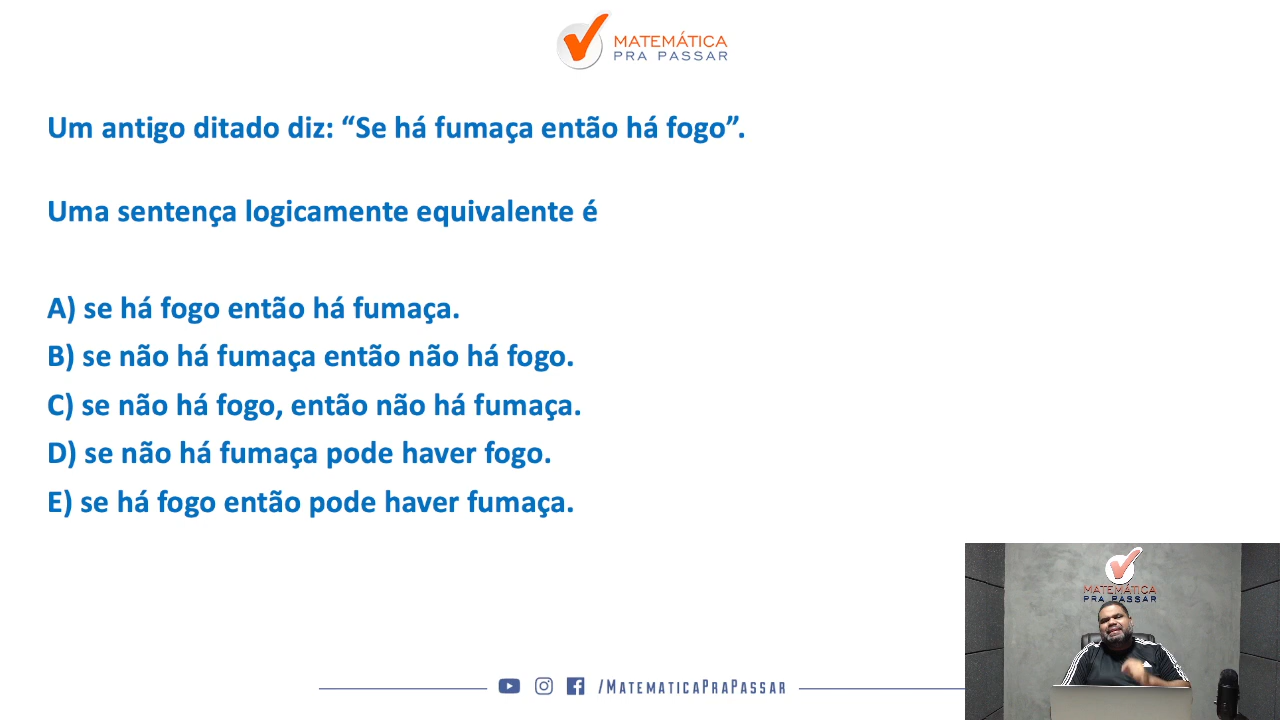 MATEMÁTICA
PRA PASSAR
Um antigo ditado diz: “Se há fumaça então há fogo”.
Uma sentença logicamente equivalente é
A) se há fogo então há fumaça.
B) se não há fumaça então não há fogo.
C) se não há fogo, então não há fumaça.
D) se não há fumaça pode haver fogo.
E) se há fogo então pode haver fumaça.
MATEMÁTICA
PRA PASSAR
/MATEMATICAPRAPASSAR